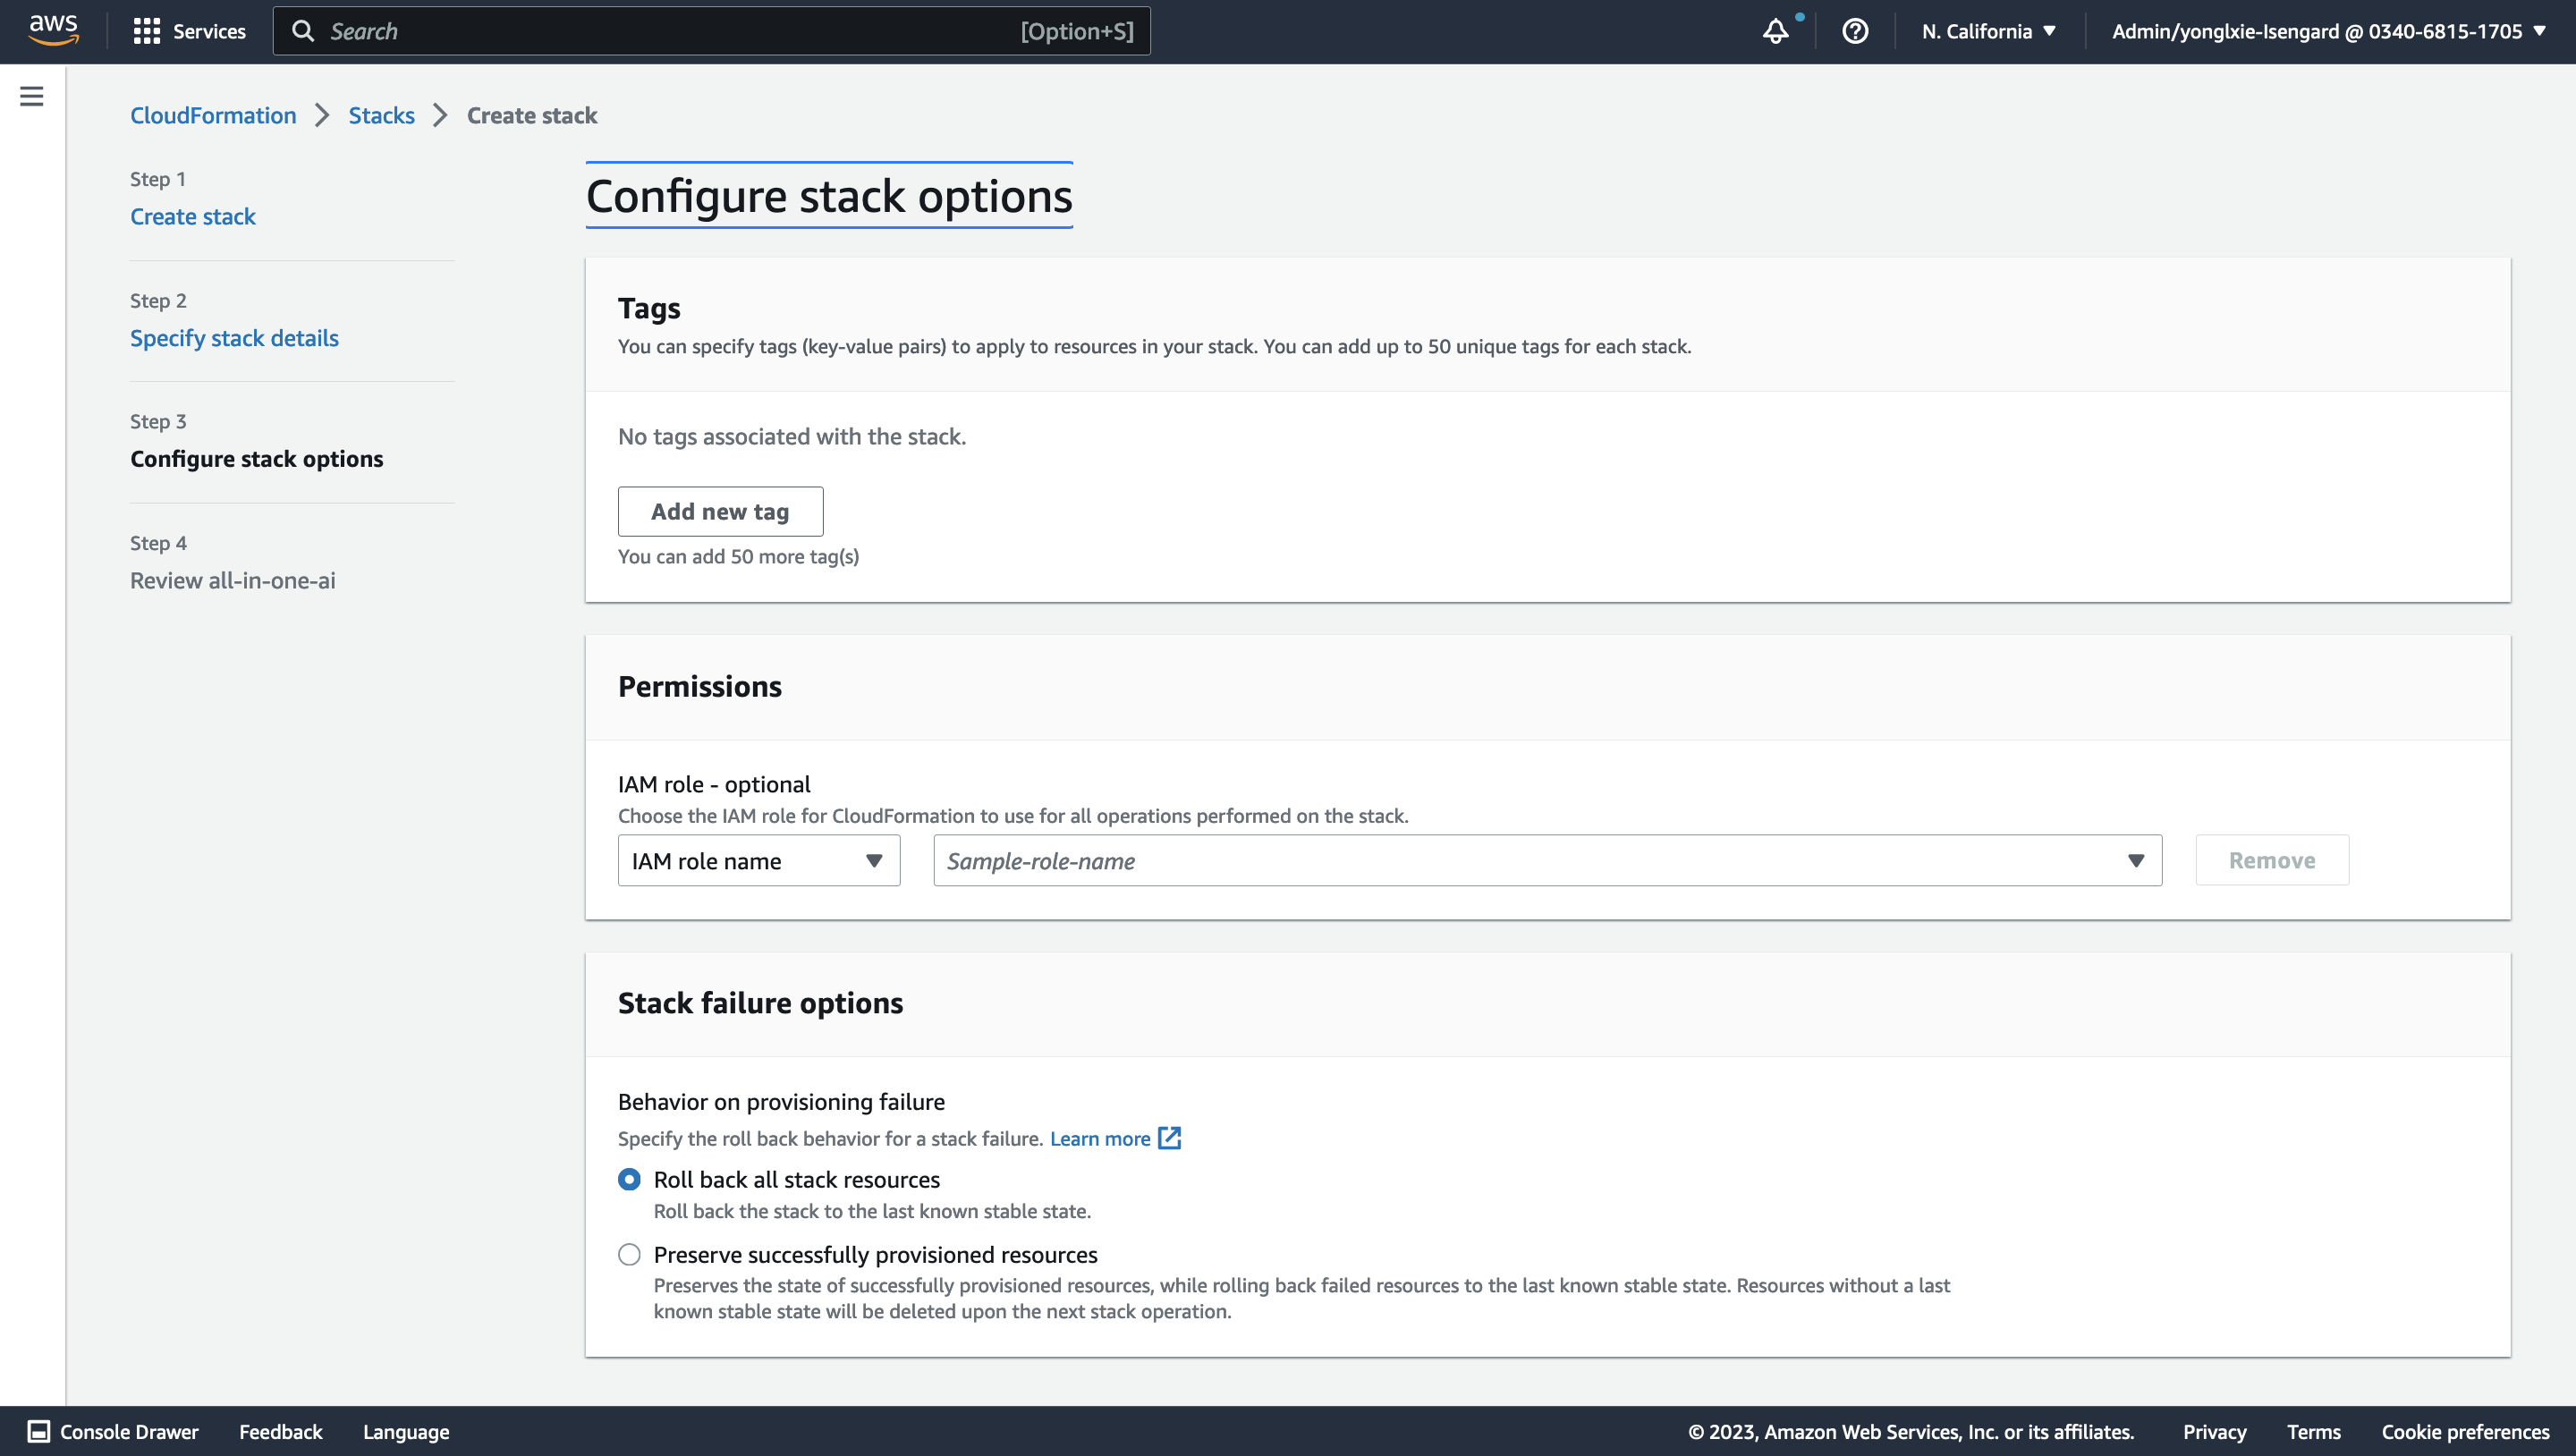 aws
Services
Search
[Option+S]
N. California
Admin/yonglxie-Isengard @ 0340-6815-1705
CloudFormation
Stacks
Create stack
Step 1
Create stack
Step 2
Specify stack details
Step 3
Configure stack options
Step 4
Review all-in-one-ai
Configure stack options
Tags
You can specify tags (key-value pairs) to apply to resources in your stack. You can add up to 50 unique tags for each stack.
No tags associated with the stack.
Add new tag
You can add 50 more tag(s)
Permissions
IAM role - optional
Choose the IAM role for CloudFormation to use for all operations performed on the stack.
IAM role name
Sample-role-name
Remove
Stack failure options
Behavior on provisioning failure
Specify the roll back behavior for a stack failure. Learn more
Roll back all stack resources
Roll back the stack to the last known stable state.
Preserve successfully provisioned resources
Preserves the state of successfully provisioned resources, while rolling back failed resources to the last known stable state. Resources without a last
known stable state will be deleted upon the next stack operation.
Console Drawer
Feedback
Language
© 2023, Amazon Web Services, Inc. or its affiliates.
Privacy
Terms
Cookie preferences